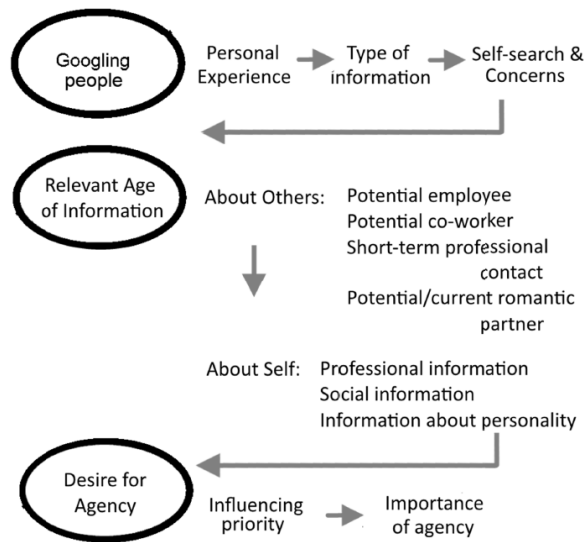 Googling
people
Personal
Experience
Type of
information
Self-search &
Concerns
Relevant Age
of Information
About Others:
Potential employee
Potential co-worker
Short-term professional
contact
Potential/current romantic
partner
About Self:
Professional information
Social information
Information about personality
Desire for
Agency
Influencing
priority
Importance
of agency